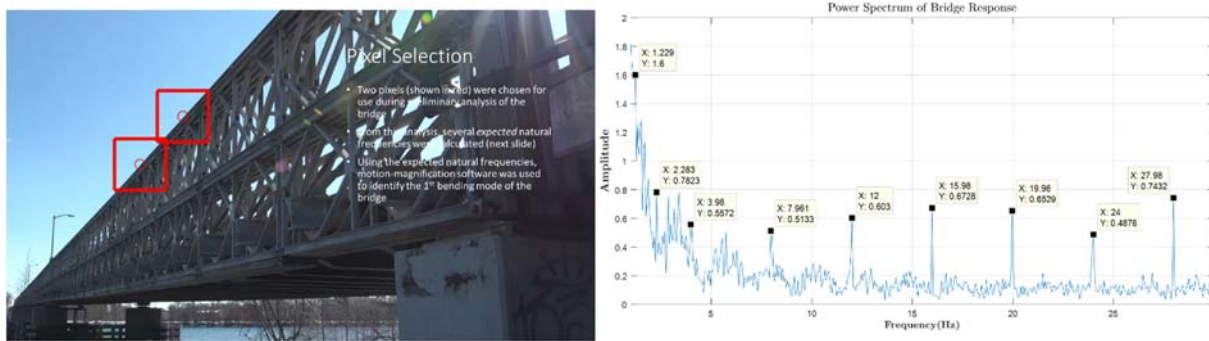 Pixel Selection
• Two pixels (shown in red) were chosen for
use during preliminary analysis of the
bridge
• From this analysis, several expected natural
frequencies were calculated (next slide)
• Using the expected natural frequencies,
motion-magnification software was used
to identify the 1st bending mode of the
bridge
Power Spectrum of Bridge Response
Amplitude
2
1.8
1.6
1.4
1.2
1
0.8
0.6
0.4
0.2
0
X: 1.229
Y: 1.6
X: 2.283
Y: 0.7823
X: 3.98
Y: 0.5572
X: 7.961
Y: 0.5133
X: 12
Y: 0.603
X: 15.98
Y: 0.6728
X: 19.96
Y: 0.6529
X: 24
Y: 0.4876
X: 27.98
Y: 0.7432
5
10
15
20
25
Frequency(Hz)